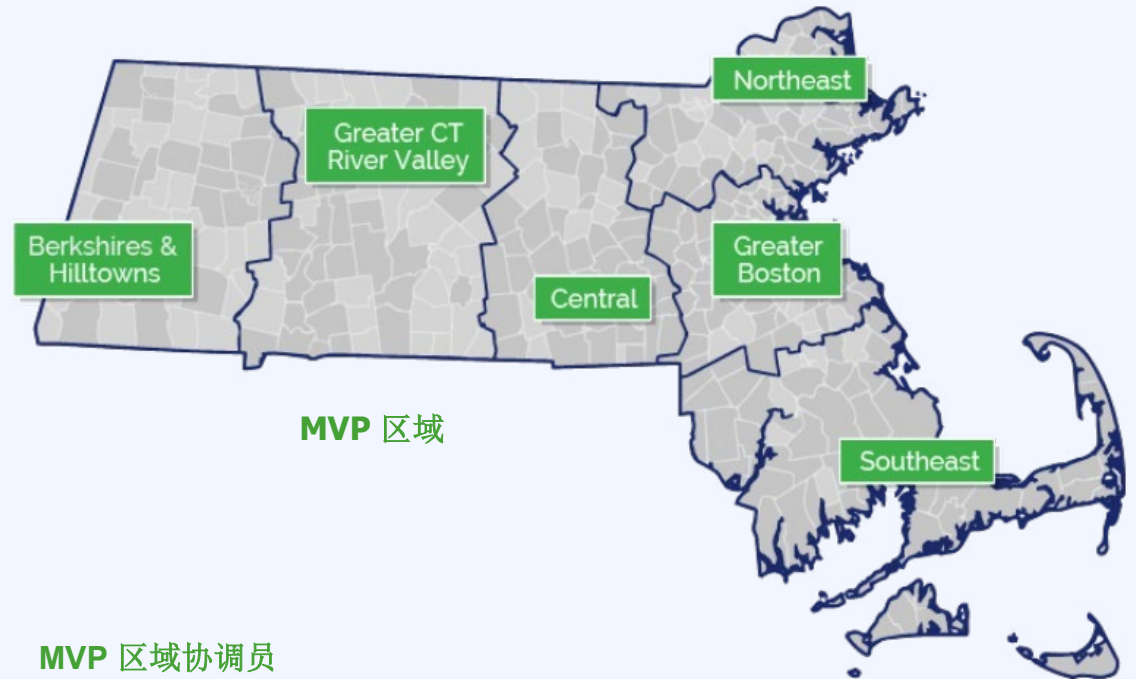 Northeast
Greater CT
River Valley
Berkshires &
Hilltowns
Greater
Boston
Central
MVP 区域
Southeast
MVP 区域协调员